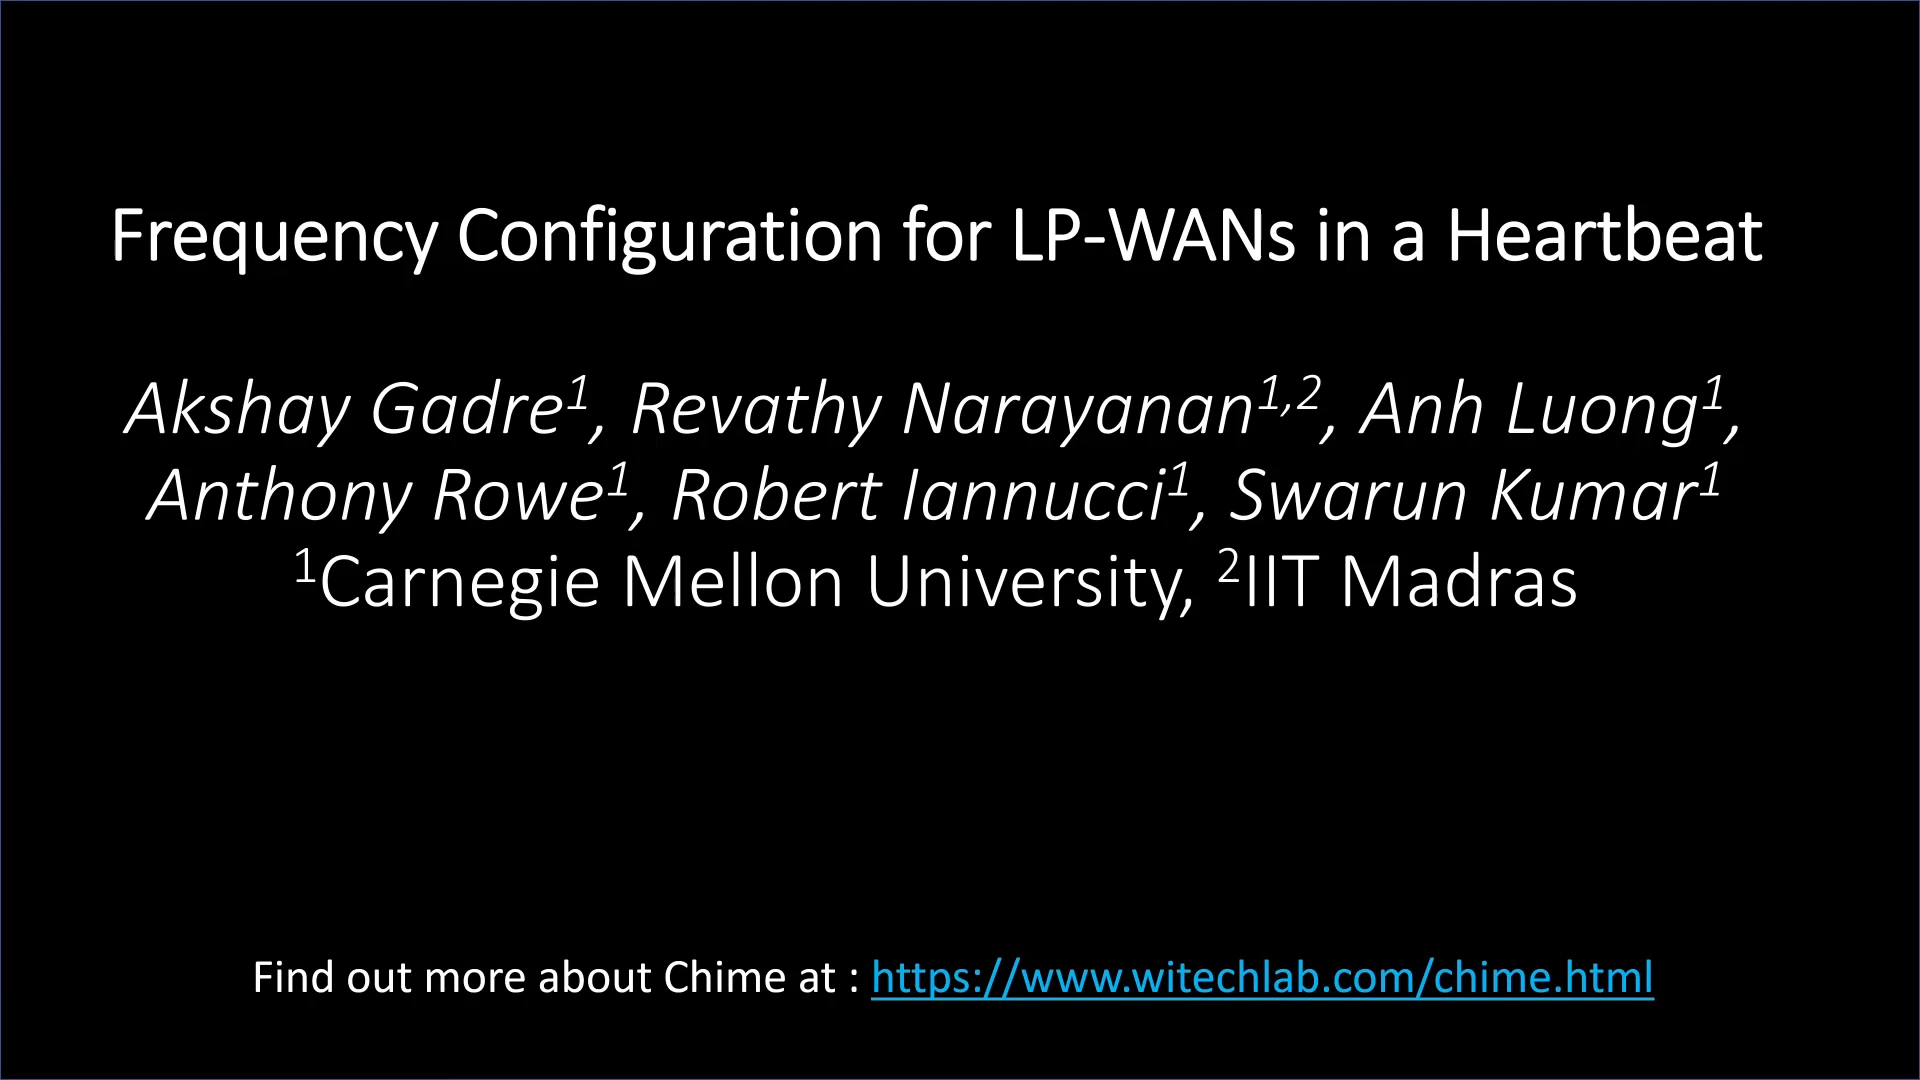 Frequency Configuration for LP-WANs in a Heartbeat
Akshay Gadre¹, Revathy Narayanan¹,², Anh Luong¹,
Anthony Rowe¹, Robert Iannucci¹, Swarun Kumar¹
¹Carnegie Mellon University, ²IIT Madras
Find out more about Chime at : https://www.witechlab.com/chime.html